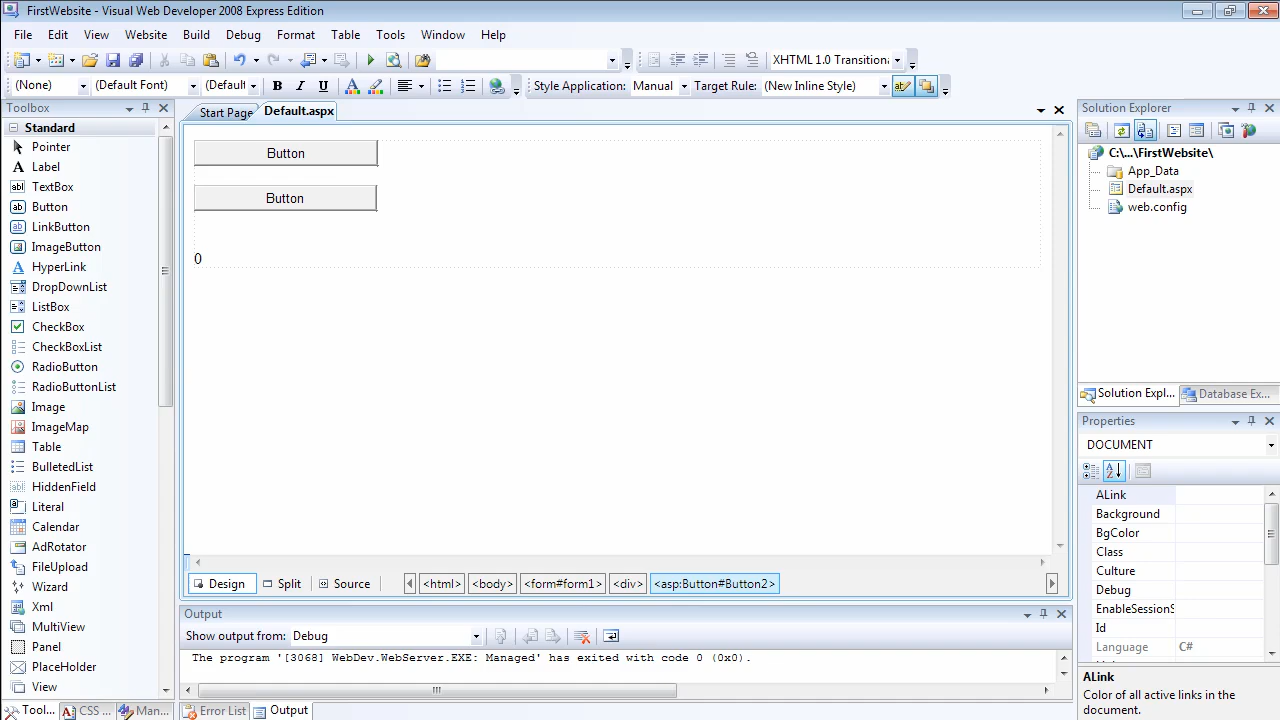 FirstWebsite - Visual Web Developer 2008 Express Edition
File Edit View Website Build Debug Format Table Tools Window Help
XHTML 1.0 Transition
(None) (Default Font) (Defaul B I U Style Application: Manual Target Rule: (New Inline Style)
Toolbox
Standard
Pointer
Label
TextBox
Button
LinkButton
ImageButton
HyperLink
DropDownList
ListBox
CheckBox
CheckBoxList
RadioButton
RadioButtonList
Image
ImageMap
Table
BulletedList
HiddenField
Literal
Calendar
AdRotator
FileUpload
Wizard
Xml
MultiView
Panel
PlaceHolder
View
Tool... CSS ... Man...
Start Page Default.aspx
Button
Button
0
Design Split Source <html> <body> <form#form1> <div> <asp:Button#Button2>
Output
Show output from: Debug
The program '[3068] WebDev.WebServer.EXE: Managed' has exited with code 0 (0x0).
Error List Output
Solution Explorer
C:\...\FirstWebsite\
App_Data
Default.aspx
web.config
Solution Expl... Database Ex...
Properties
DOCUMENT
ALink
Background
BgColor
Class
Culture
Debug
EnableSessionS
Id
Language C#
ALink
Color of all active links in the
document.